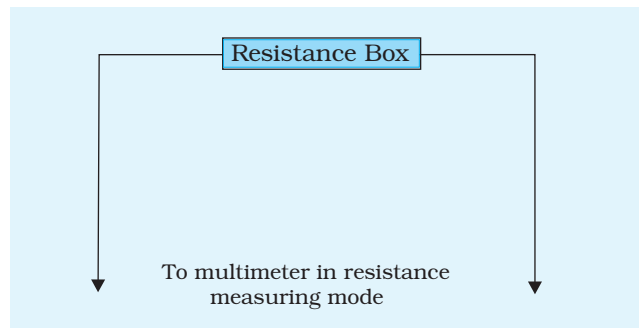 Resistance Box
To multimeter in resistance
measuring mode